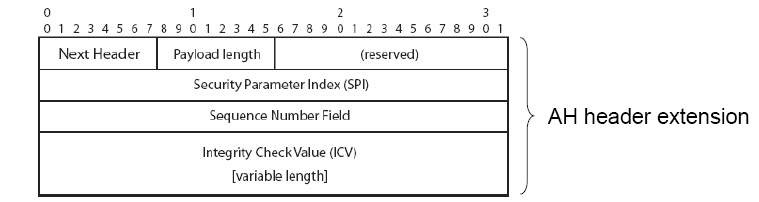 0 1 2 3
0 1 2 3 4 5 6 7 8 9 0 1 2 3 4 5 6 7 8 9 0 1 2 3 4 5 6 7 8 9 0 1
Next Header Payload length (reserved)
Security Parameter Index (SPI)
Sequence Number Field
Integrity Check Value (ICV)
[variable length]
AH header extension